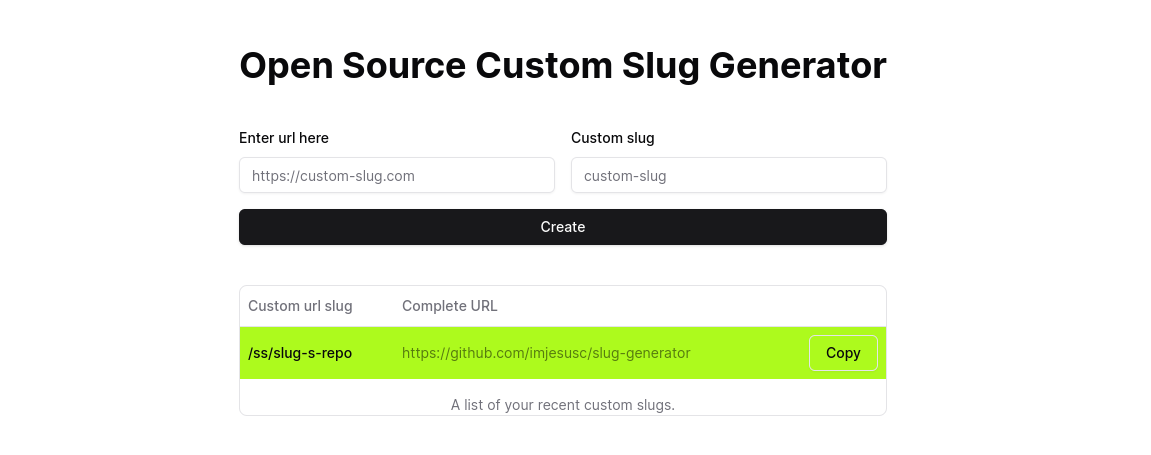 Open Source Custom Slug Generator
Enter url here
Custom slug
https://custom-slug.com
custom-slug
Create
Custom url slug
Complete URL
/ss/slug-s-repo
https://github.com/imjesusc/slug-generator
Copy
A list of your recent custom slugs.